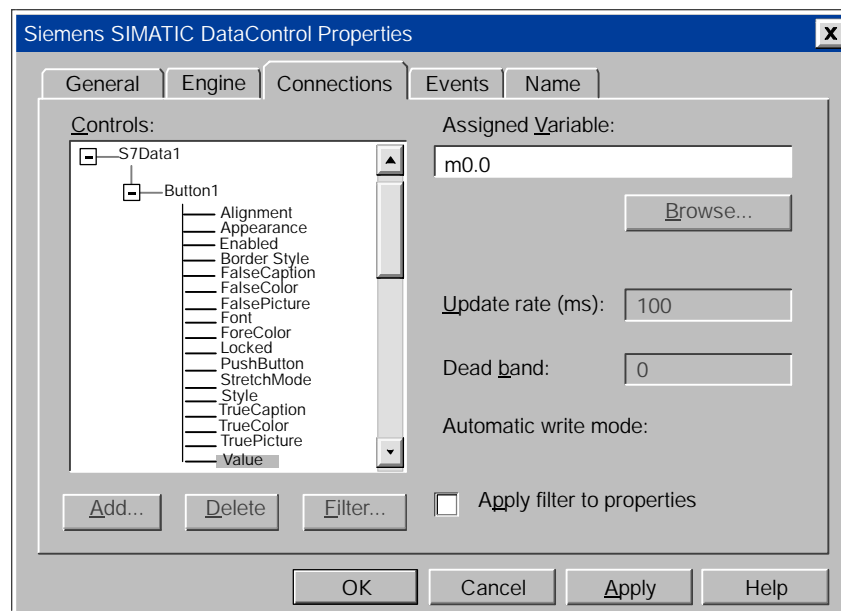 Siemens SIMATIC DataControl Properties
X
General Engine Connections Events Name
Controls:
S7Data1
Button1
Alignment
Appearance
Enabled
Border Style
FalseCaption
FalseColor
FalsePicture
Font
ForeColor
Locked
PushButton
StretchMode
Style
TrueCaption
TrueColor
TruePicture
Value
Add... Delete Filter...
Assigned Variable:
m0.0
Browse...
Update rate (ms): 100
Dead band: 0
Automatic write mode:
Apply filter to properties
OK Cancel Apply Help